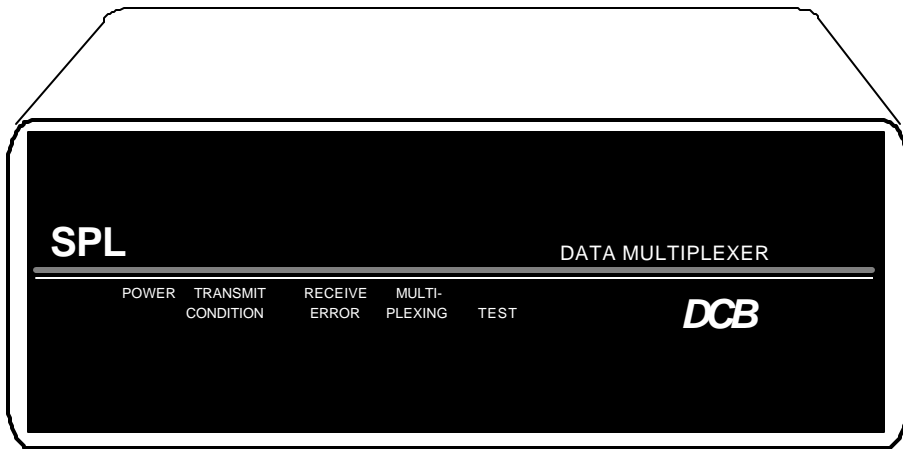 SPL
DATA MULTIPLEXER
POWER TRANSMIT CONDITION RECEIVE ERROR MULTI-PLEXING TEST
DCB